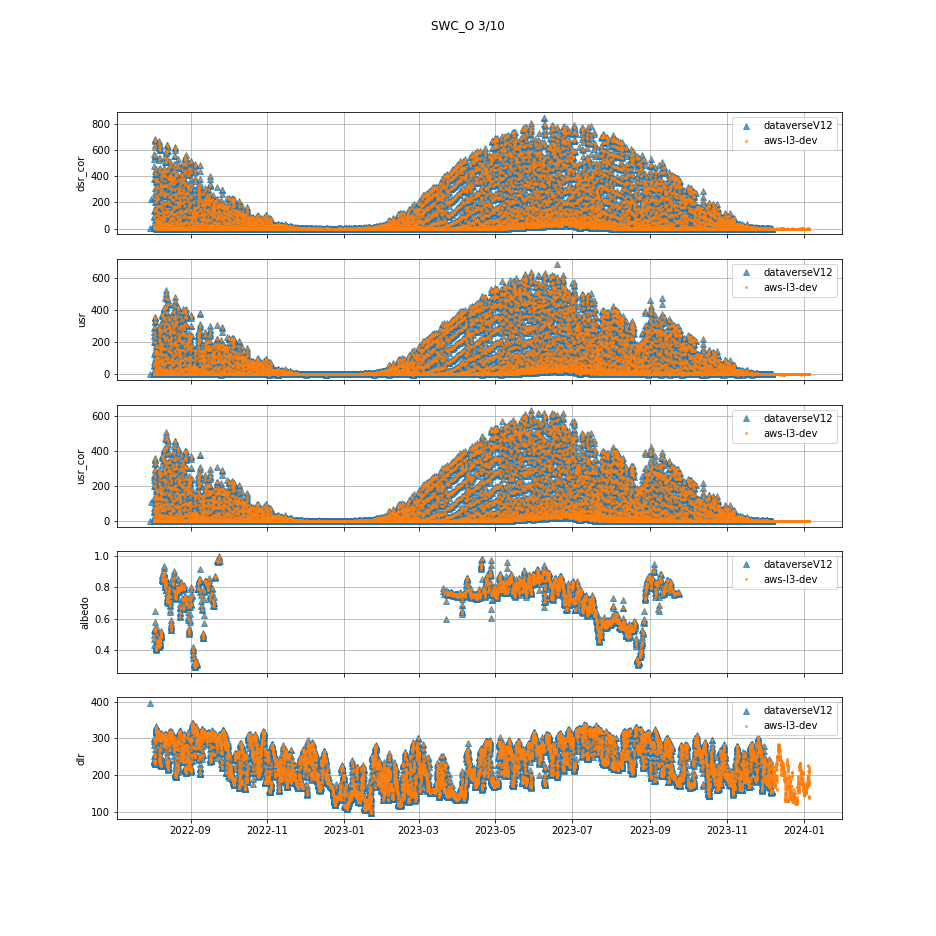 SWC_O 3/10
800
600
400
200
0
dsr_cor
dataverseV12
aws-l3-dev
600
400
200
0
usr
dataverseV12
aws-l3-dev
600
400
200
0
usr_cor
dataverseV12
aws-l3-dev
1.0
0.8
0.6
0.4
albedo
dataverseV12
aws-l3-dev
400
300
200
100
dlr
dataverseV12
aws-l3-dev
2022-09 2022-11 2023-01 2023-03 2023-05 2023-07 2023-09 2023-11 2024-01